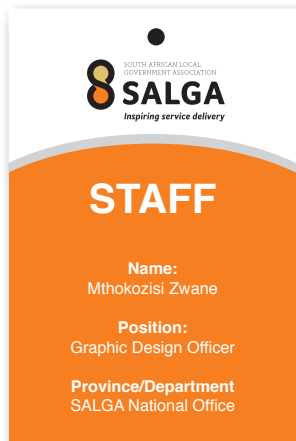 SOUTH AFRICAN LOCAL
GOVERNMENT ASSOCIATION
SALGA
Inspiring service delivery
STAFF
Name:
Mthokozisi Zwane
Position:
Graphic Design Officer
Province/Department
SALGA National Office